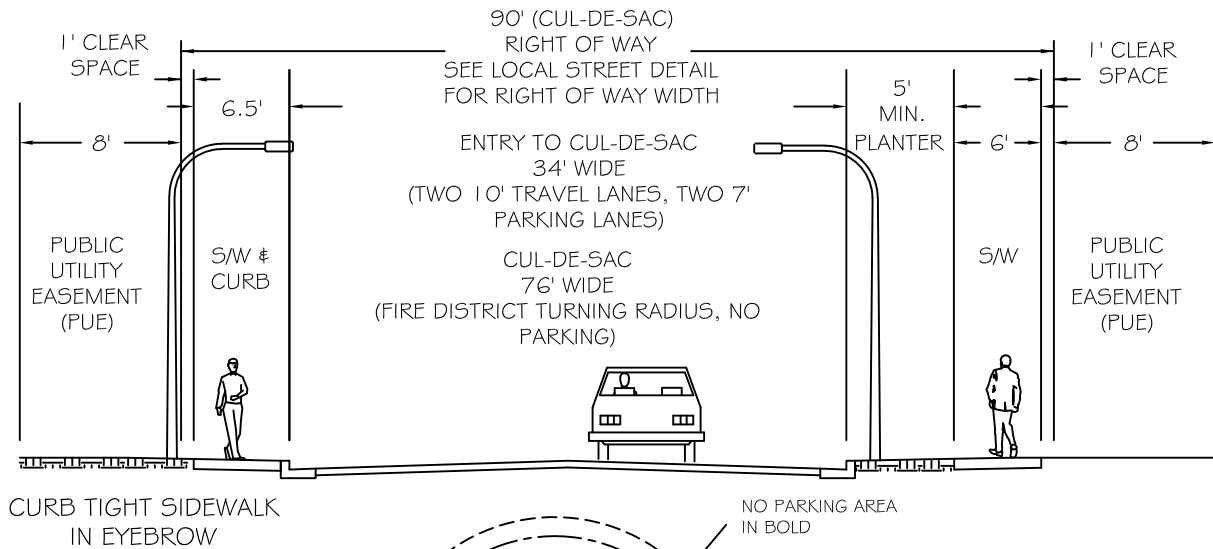 90' (CUL-DE-SAC)
RIGHT OF WAY
SEE LOCAL STREET DETAIL
FOR RIGHT OF WAY WIDTH
1' CLEAR
SPACE
1' CLEAR
SPACE
6.5'
5'
MIN.
PLANTER
8'
6'
8'
ENTRY TO CUL-DE-SAC
34' WIDE
(TWO 10' TRAVEL LANES, TWO 7'
PARKING LANES)
PUBLIC
UTILITY
EASEMENT
(PUE)
S/W &
CURB
CUL-DE-SAC
76' WIDE
(FIRE DISTRICT TURNING RADIUS, NO
PARKING)
S/W
PUBLIC
UTILITY
EASEMENT
(PUE)
CURB TIGHT SIDEWALK
IN EYEBROW
NO PARKING AREA
IN BOLD